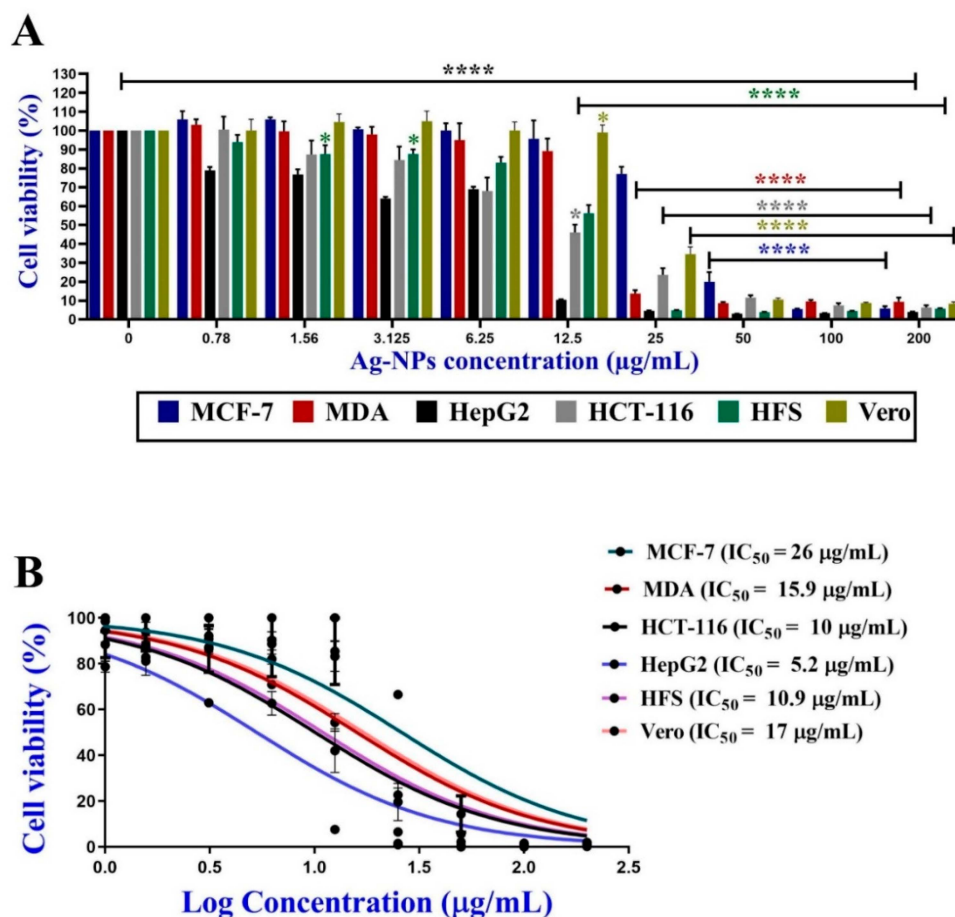 A
Cell viability (%)
130
120
110
100
90
80
70
60
50
40
30
20
10
0
****
****
*
*
*
*
****
****
****
****
0 0.78 1.56 3.125 6.25 12.5 25 50 100 200
Ag-NPs concentration (µg/mL)
MCF-7 MDA HepG2 HCT-116 HFS Vero
B
Cell viability (%)
100
80
60
40
20
0
0.0 0.5 1.0 1.5 2.0 2.5
Log Concentration (µg/mL)
MCF-7 (IC50 = 26 µg/mL)
MDA (IC50 = 15.9 µg/mL)
HCT-116 (IC50 = 10 µg/mL)
HepG2 (IC50 = 5.2 µg/mL)
HFS (IC50 = 10.9 µg/mL)
Vero (IC50 = 17 µg/mL)